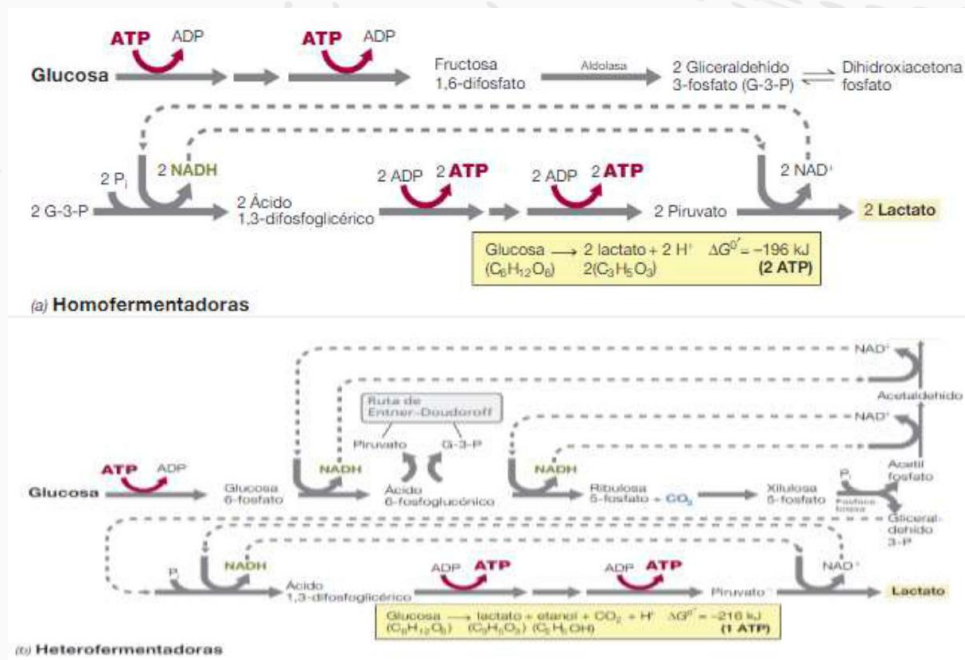 ATP ADP ATP ADP
Glucosa
Fructosa
1,6-difosfato
Aldolasa
2 Gliceraldehido
3-fosfato (G-3-P)
Dihidroxiacetona
fosfato
2 Pi
2 NADH
2 G-3-P
2 Ácido
1,3-difosfoglicérico
2 ADP 2 ATP
2 ADP 2 ATP
2 Piruvato
2 NAD+
2 Lactato
Glucosa → 2 lactato + 2 H+ ΔG0′ = –196 kJ
(C6H12O6) 2(C3H5O3) (2 ATP)
(a) Homofermentadoras
NAD+
Acetaldehido
NAD+
Ruta de
Entner-Doudoroff
Piruvato G-3-P
ATP ADP
Glucosa
Glucosa
6-fosfato
NADH
Ácido
6-fosfoglucónico
NADH
Ribulosa
5-fosfato + CO2
Xilulosa
5-fosfato
Pi
Acetil
fosfato
Gliceral-
dehido
3-P
Pi
NADH
Ácido
1,3-difosfoglicérico
ADP ATP
ADP ATP
Piruvato–
NAD+
Lactato
Glucosa → lactato + etanol + CO2 + H+ ΔG0′ = –216 kJ
(C6H12O6) (C3H5O3) (C2H5OH) (1 ATP)
(b) Heterofermentadoras